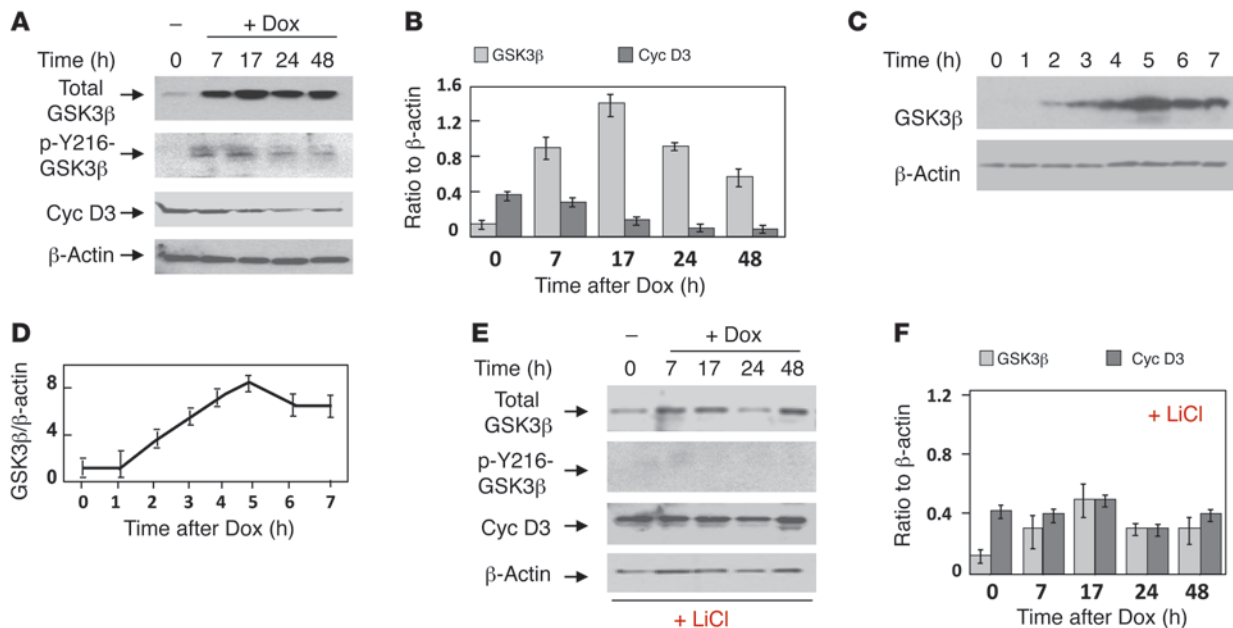 A
– + Dox
Time (h) 0 7 17 24 48
Total
GSK3β
p-Y216-
GSK3β
Cyc D3
β-Actin
B
GSK3β Cyc D3
Ratio to β-actin
1.6
1.2
0.8
0.4
0
0 7 17 24 48
Time after Dox (h)
C
Time (h) 0 1 2 3 4 5 6 7
GSK3β
β-Actin
D
GSK3β/β-actin
8
4
0
0 1 2 3 4 5 6 7
Time after Dox (h)
E
– + Dox
Time (h) 0 7 17 24 48
Total
GSK3β
p-Y216-
GSK3β
Cyc D3
β-Actin
+ LiCl
F
GSK3β Cyc D3
+ LiCl
Ratio to β-actin
1.2
0.8
0.4
0
0 7 17 24 48
Time after Dox (h)